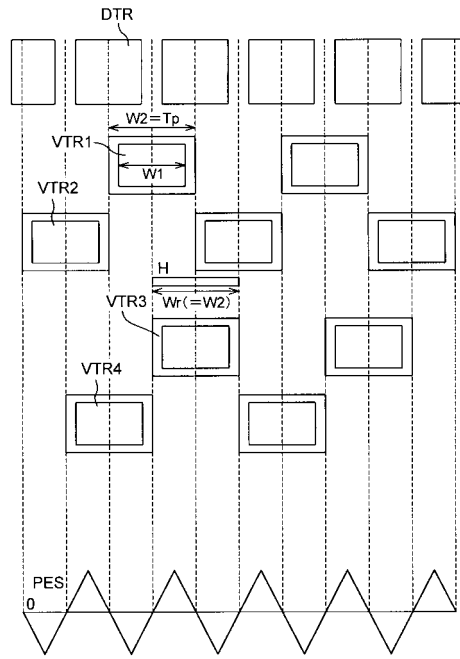 DTR
W2=Tp
VTR1
W1
VTR2
H
Wr(=W2)
VTR3
VTR4
PES
0